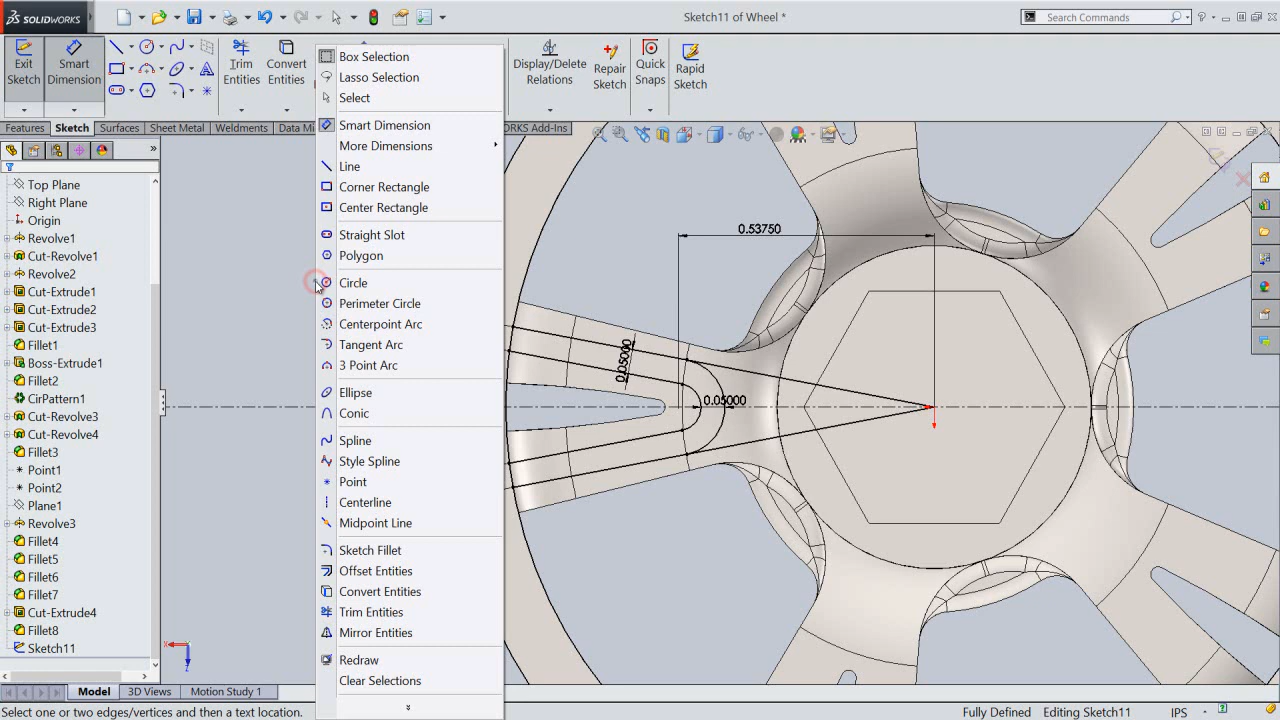 SOLIDWORKS
Sketch11 of Wheel *
Search Commands
Exit Sketch
Smart Dimension
Trim Entities
Convert Entities
Display/Delete Relations
Repair Sketch
Quick Snaps
Rapid Sketch
Features
Sketch
Surfaces
Sheet Metal
Weldments
Data Mi
ORKS Add-Ins
Top Plane
Right Plane
Origin
Revolve1
Cut-Revolve1
Revolve2
Cut-Extrude1
Cut-Extrude2
Cut-Extrude3
Fillet1
Boss-Extrude1
Fillet2
CirPattern1
Cut-Revolve3
Cut-Revolve4
Fillet3
Point1
Point2
Plane1
Revolve3
Fillet4
Fillet5
Fillet6
Fillet7
Cut-Extrude4
Fillet8
Sketch11
Box Selection
Lasso Selection
Select
Smart Dimension
More Dimensions
Line
Corner Rectangle
Center Rectangle
Straight Slot
Polygon
Circle
Perimeter Circle
Centerpoint Arc
Tangent Arc
3 Point Arc
Ellipse
Conic
Spline
Style Spline
Point
Centerline
Midpoint Line
Sketch Fillet
Offset Entities
Convert Entities
Trim Entities
Mirror Entities
Redraw
Clear Selections
0.53750
0.05000
0.05000
X
Z
Model
3D Views
Motion Study 1
Select one or two edges/vertices and then a text location.
Fully Defined
Editing Sketch11
IPS